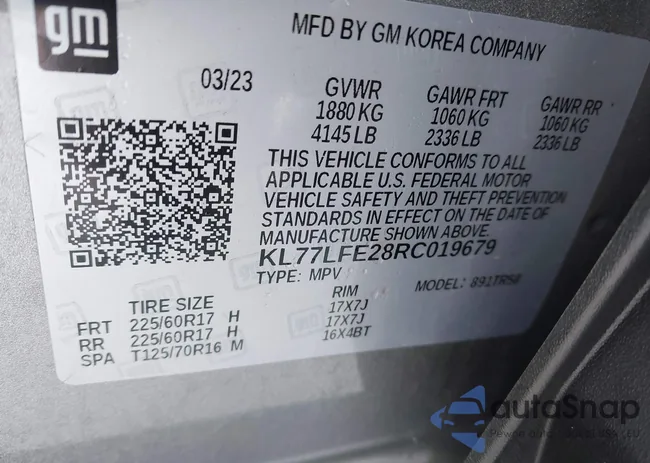 gm
MFD BY GM KOREA COMPANY
03/23
GVWR GAWR FRT GAWR RR
1880 KG 1060 KG 1060 KG
4145 LB 2336 LB 2336 LB
THIS VEHICLE CONFORMS TO ALL
APPLICABLE U.S. FEDERAL MOTOR
VEHICLE SAFETY AND THEFT PREVENTION
STANDARDS IN EFFECT ON THE DATE OF
MANUFACTURE SHOWN ABOVE.
KL77LFE28RC019679
TYPE: MPV MODEL:
TIRE SIZE RIM
FRT 225/60R17 H 17X7J
RR 225/60R17 H 17X7J
SPA T125/70R16 M 16X4BT
autoSnap